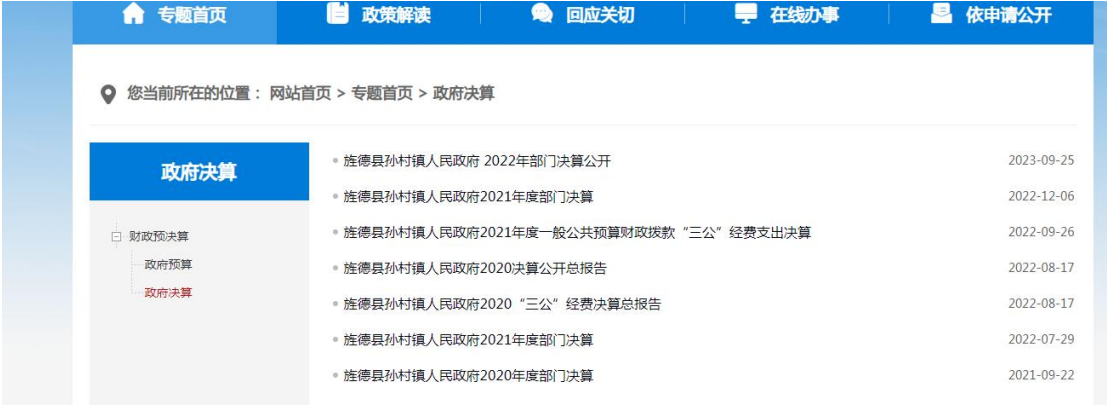 专题首页 政策解读 回应关切 在线办事 依申请公开
您当前所在的位置： 网站首页 > 专题首页 > 政府决算
政府决算
财政预决算
政府预算
政府决算
旌德县孙村镇人民政府 2022年部门决算公开 2023-09-25
旌德县孙村镇人民政府2021年度部门决算 2022-12-06
旌德县孙村镇人民政府2021年度一般公共预算财政拨款“三公”经费支出决算 2022-09-26
旌德县孙村镇人民政府2020决算公开总报告 2022-08-17
旌德县孙村镇人民政府2020“三公”经费决算总报告 2022-08-17
旌德县孙村镇人民政府2021年度部门决算 2022-07-29
旌德县孙村镇人民政府2020年度部门决算 2021-09-22